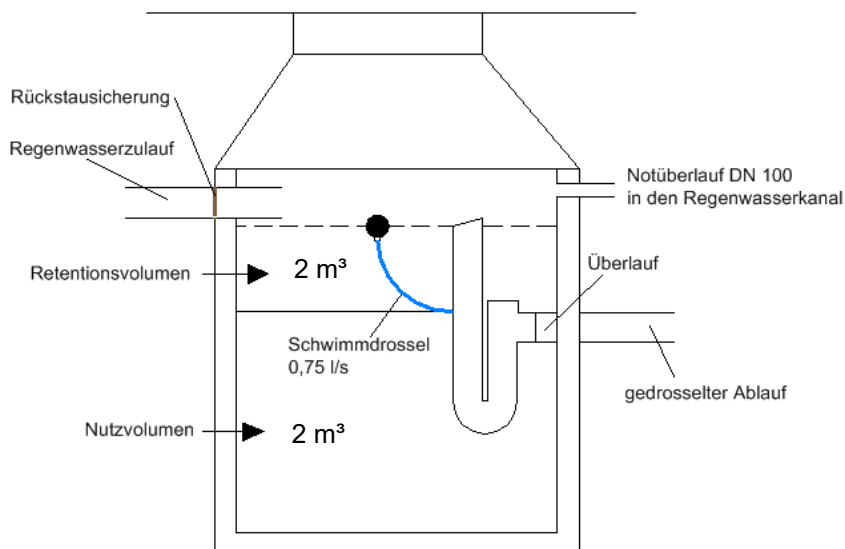 Rückstausicherung
Regenwasserzulauf
Notüberlauf DN 100
in den Regenwasserkanal
Retentionsvolumen
2 m³
Überlauf
Schwimmdrossel
0,75 l/s
gedrosselter Ablauf
Nutzvolumen
2 m³